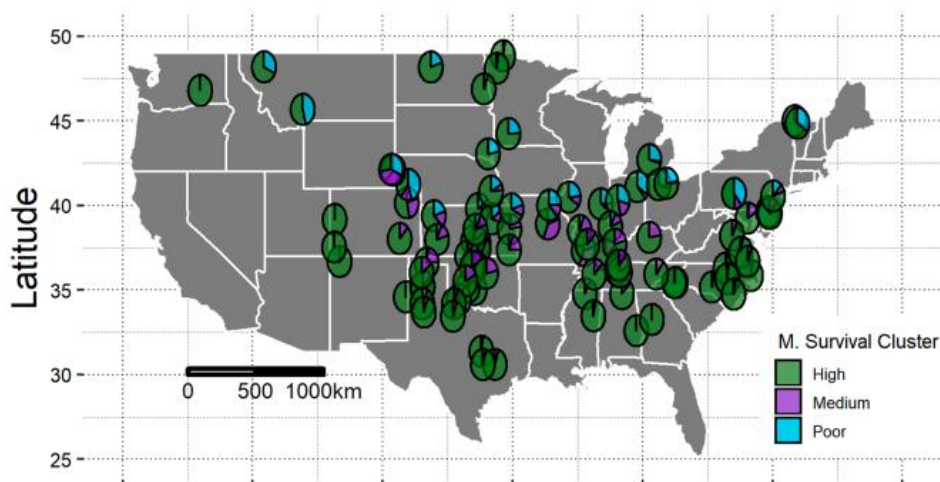 50
45
40
35
30
25
Latitude
0 500 1000km
M. Survival Cluster
High
Medium
Poor